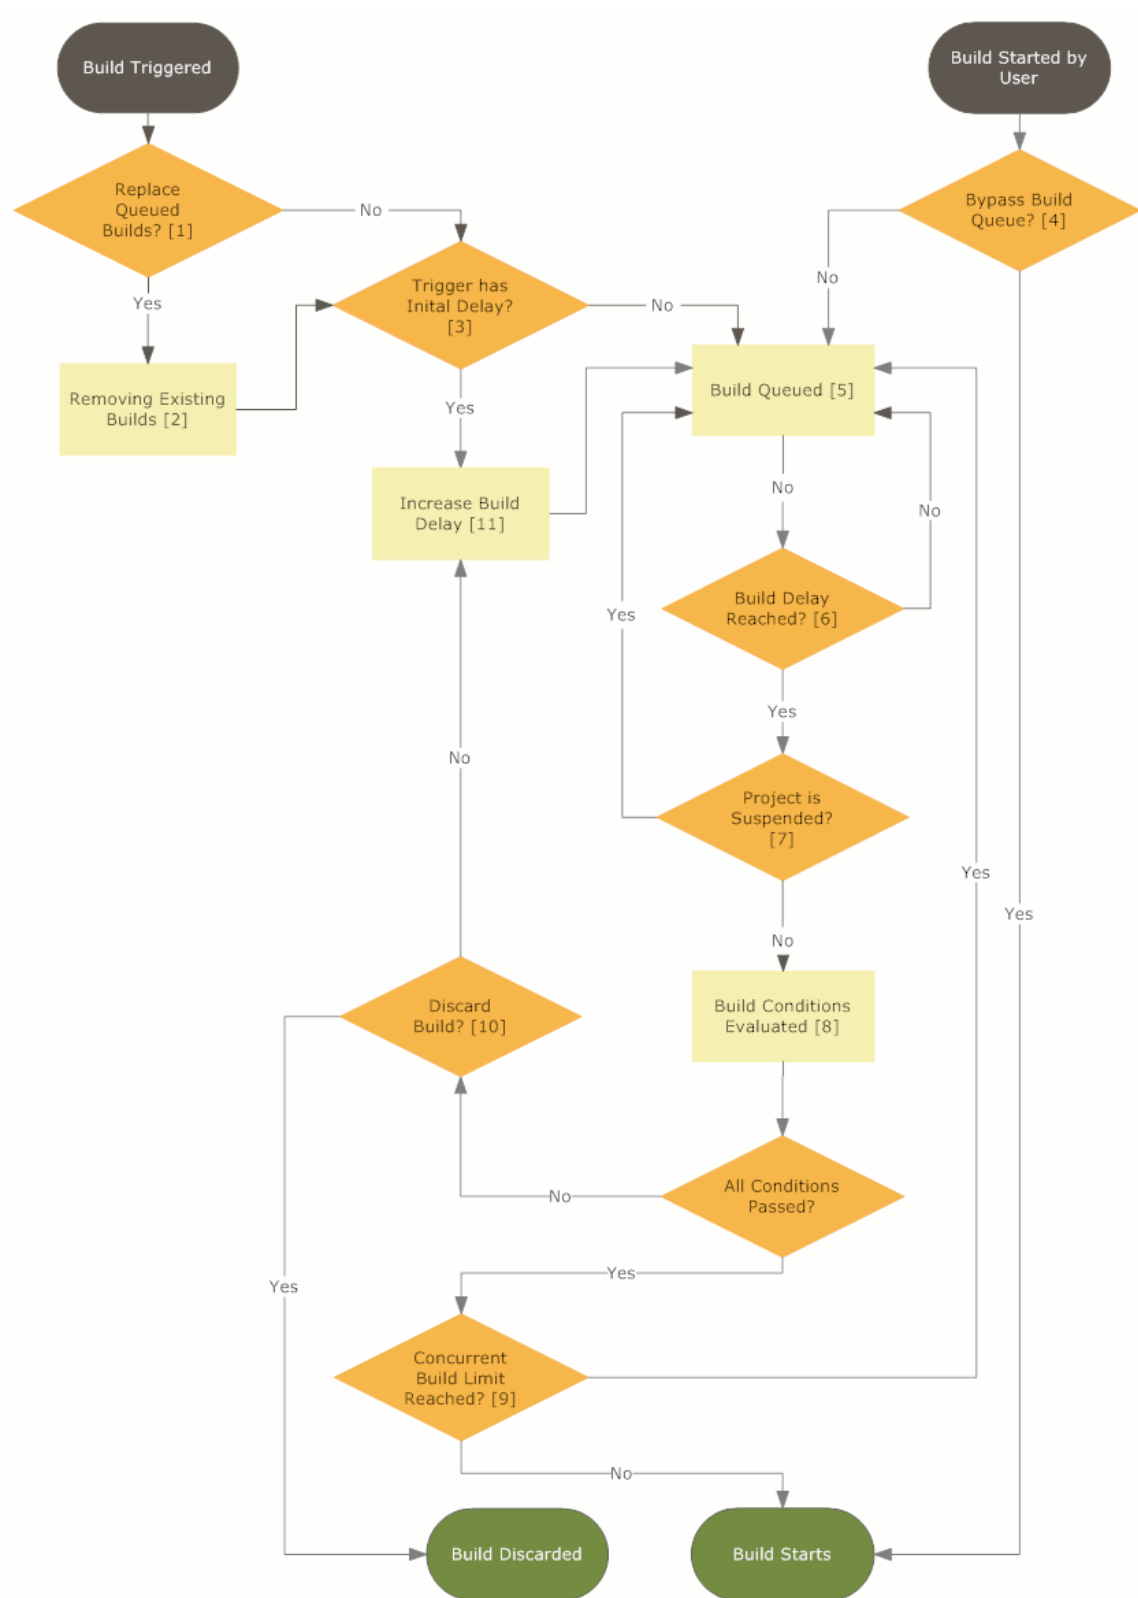 Build Triggered
Build Started by
User
Replace
Queued
Builds? [1]
No
Bypass Build
Queue? [4]
Yes
Trigger has
Inital Delay?
[3]
No
No
Removing Existing
Builds [2]
Yes
Build Queued [5]
Increase Build
Delay [11]
No
No
Build Delay
Reached? [6]
Yes
Yes
No
Project is
Suspended?
[7]
Yes
Yes
No
Discard
Build? [10]
Build Conditions
Evaluated [8]
No
All Conditions
Passed?
Yes
Yes
Concurrent
Build Limit
Reached? [9]
No
Build Discarded
Build Starts